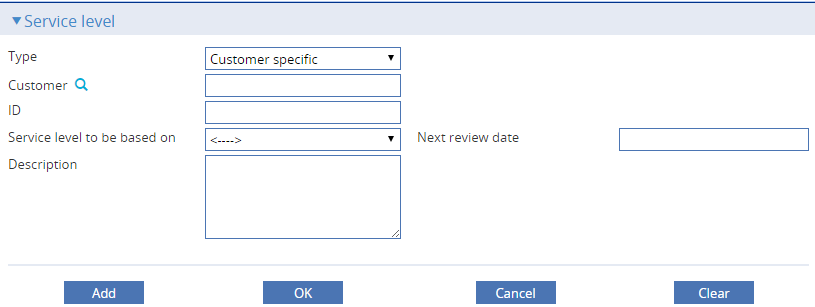 Service level
Type
Customer specific
Customer
ID
Service level to be based on
<---->
Next review date
Description
Add
OK
Cancel
Clear